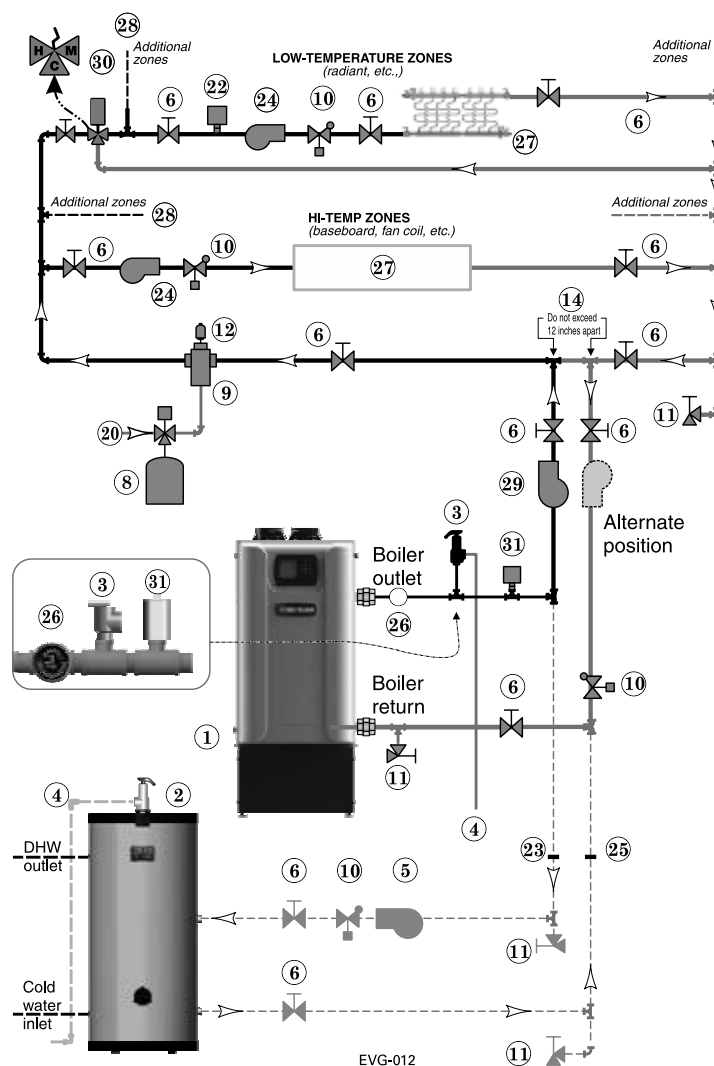 28
Additional
zones
H M
C
30
LOW-TEMPERATURE ZONES
(radiant, etc.,)
Additional
zones
6
22
24
10
6
6
27
Additional zones
28
HI-TEMP ZONES
(baseboard, fan coil, etc.)
Additional zones
6
10
6
24
27
14
Do not exceed
12 inches apart
12
6
6
9
11
20
6
6
8
29
3
31
Alternate
position
Boiler
outlet
3
31
26
26
Boiler
return
6
10
1
11
4
2
4
DHW
outlet
23
25
6
10
5
11
6
Cold
water
inlet
11
EVG-012